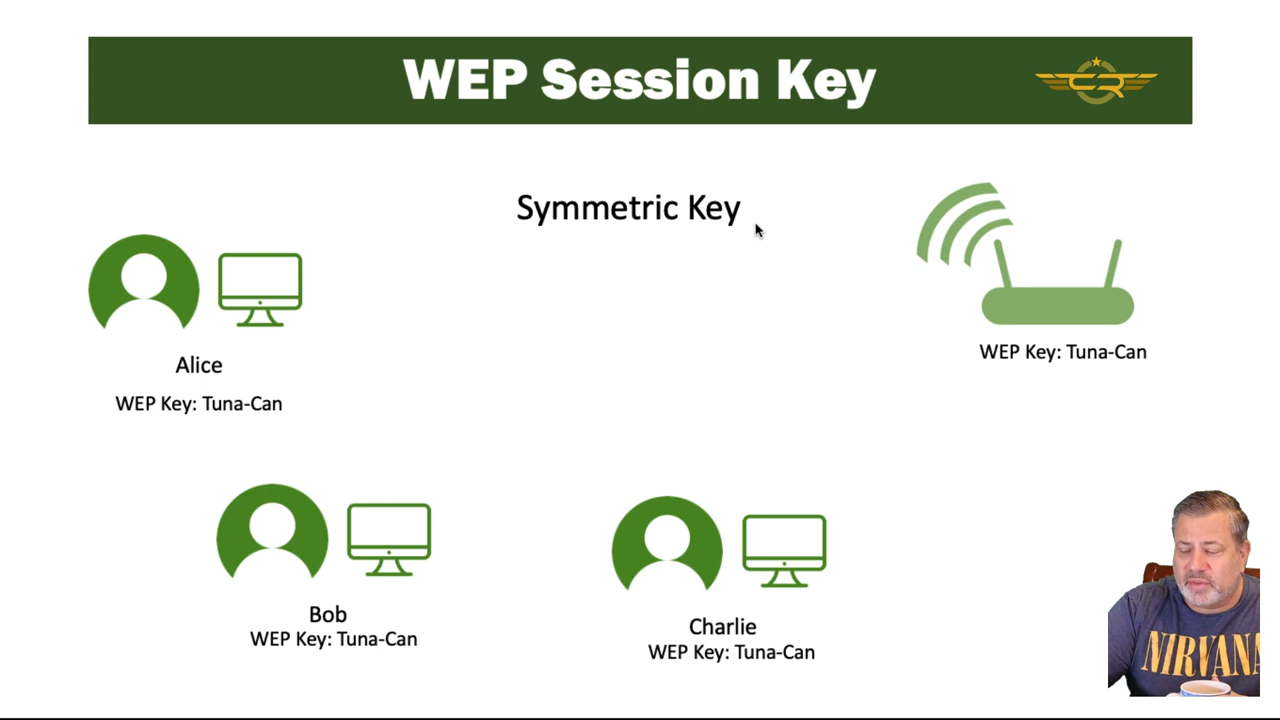 WEP Session Key
CR
Symmetric Key
WEP Key: Tuna-Can
Alice
WEP Key: Tuna-Can
Bob
WEP Key: Tuna-Can
Charlie
WEP Key: Tuna-Can
NIRVANA